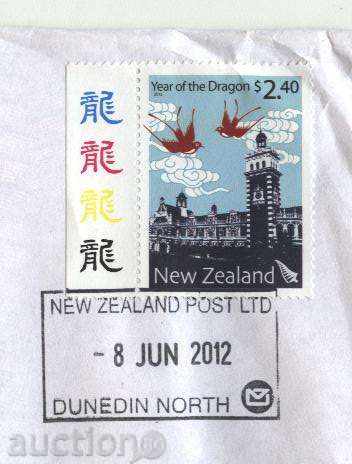 龍
龍
龍
龍
Year of the Dragon $2.40
New Zealand
NEW ZEALAND POST LTD
- 8 JUN 2012
DUNEDIN NORTH
auction